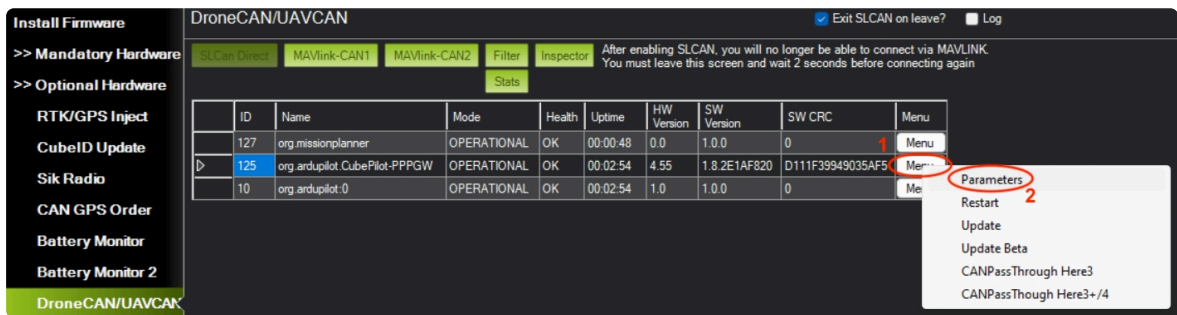 Install Firmware
>> Mandatory Hardware
>> Optional Hardware
RTK/GPS Inject
CubeID Update
Sik Radio
CAN GPS Order
Battery Monitor
Battery Monitor 2
DroneCAN/UAVCAN
DroneCAN/UAVCAN
Exit SLCAN on leave? Log
SLCan Direct MAVlink-CAN1 MAVlink-CAN2 Filter Inspector
Stats
After enabling SLCAN, you will no longer be able to connect via MAVLINK.
You must leave this screen and wait 2 seconds before connecting again
ID Name Mode Health Uptime HW Version SW Version SW CRC Menu
127 org.missionplanner OPERATIONAL OK 00:00:48 0.0 1.0.0 0 1 Menu
125 org.ardupilot.CubePilot-PPPGW OPERATIONAL OK 00:02:54 4.55 1.8.2E1AF820 D111F39949035AF5 Menu
10 org.ardupilot:0 OPERATIONAL OK 00:02:54 1.0 1.0.0 0 Me
Parameters
2
Restart
Update
Update Beta
CANPassThrough Here3
CANPassThough Here3+/4